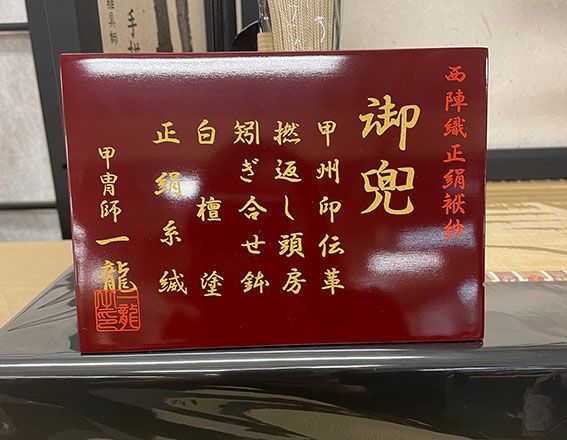 西陣織正絹袱紗
御兜
甲州印伝革
撚返し頭房
矧ぎ合せ鉢
白檀塗
正絹糸縅
甲冑師 一龍